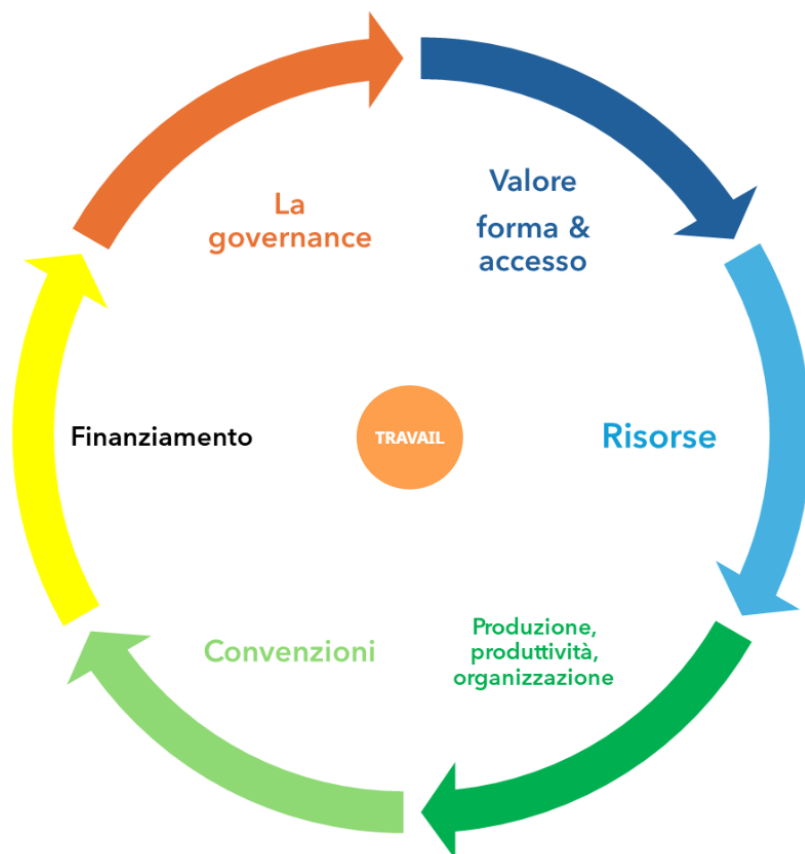 La
governance
Valore
forma &
accesso
Finanziamento
TRAVAIL
Risorse
Convenzioni
Produzione,
produttività,
organizzazione